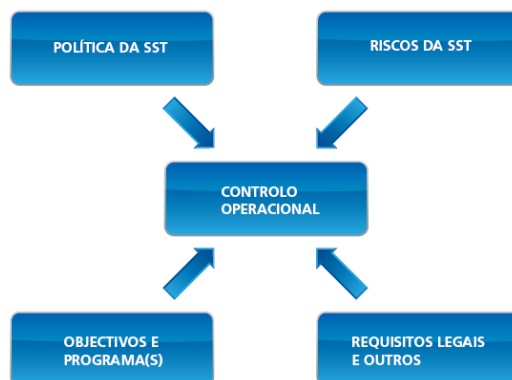 POLÍTICA DA SST
RISCOS DA SST
CONTROLO
OPERACIONAL
OBJECTIVOS E
PROGRAMA(S)
REQUISITOS LEGAIS
E OUTROS